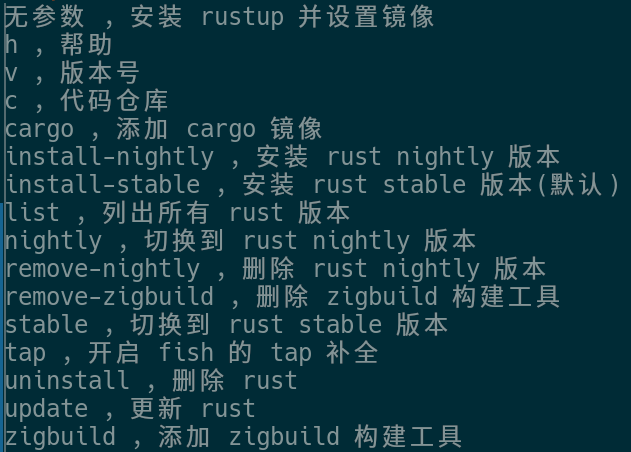 无参数 ，安装 rustup 并设置镜像
h ，帮助
v ，版本号
c ，代码仓库
cargo ，添加 cargo 镜像
install-nightly ，安装 rust nightly 版本
install-stable ，安装 rust stable 版本(默认)
list ，列出所有 rust 版本
nightly ，切换到 rust nightly 版本
remove-nightly ，删除 rust nightly 版本
remove-zigbuild ，删除 zigbuild 构建工具
stable ，切换到 rust stable 版本
tap ，开启 fish 的 tap 补全
uninstall ，删除 rust
update ，更新 rust
zigbuild ，添加 zigbuild 构建工具